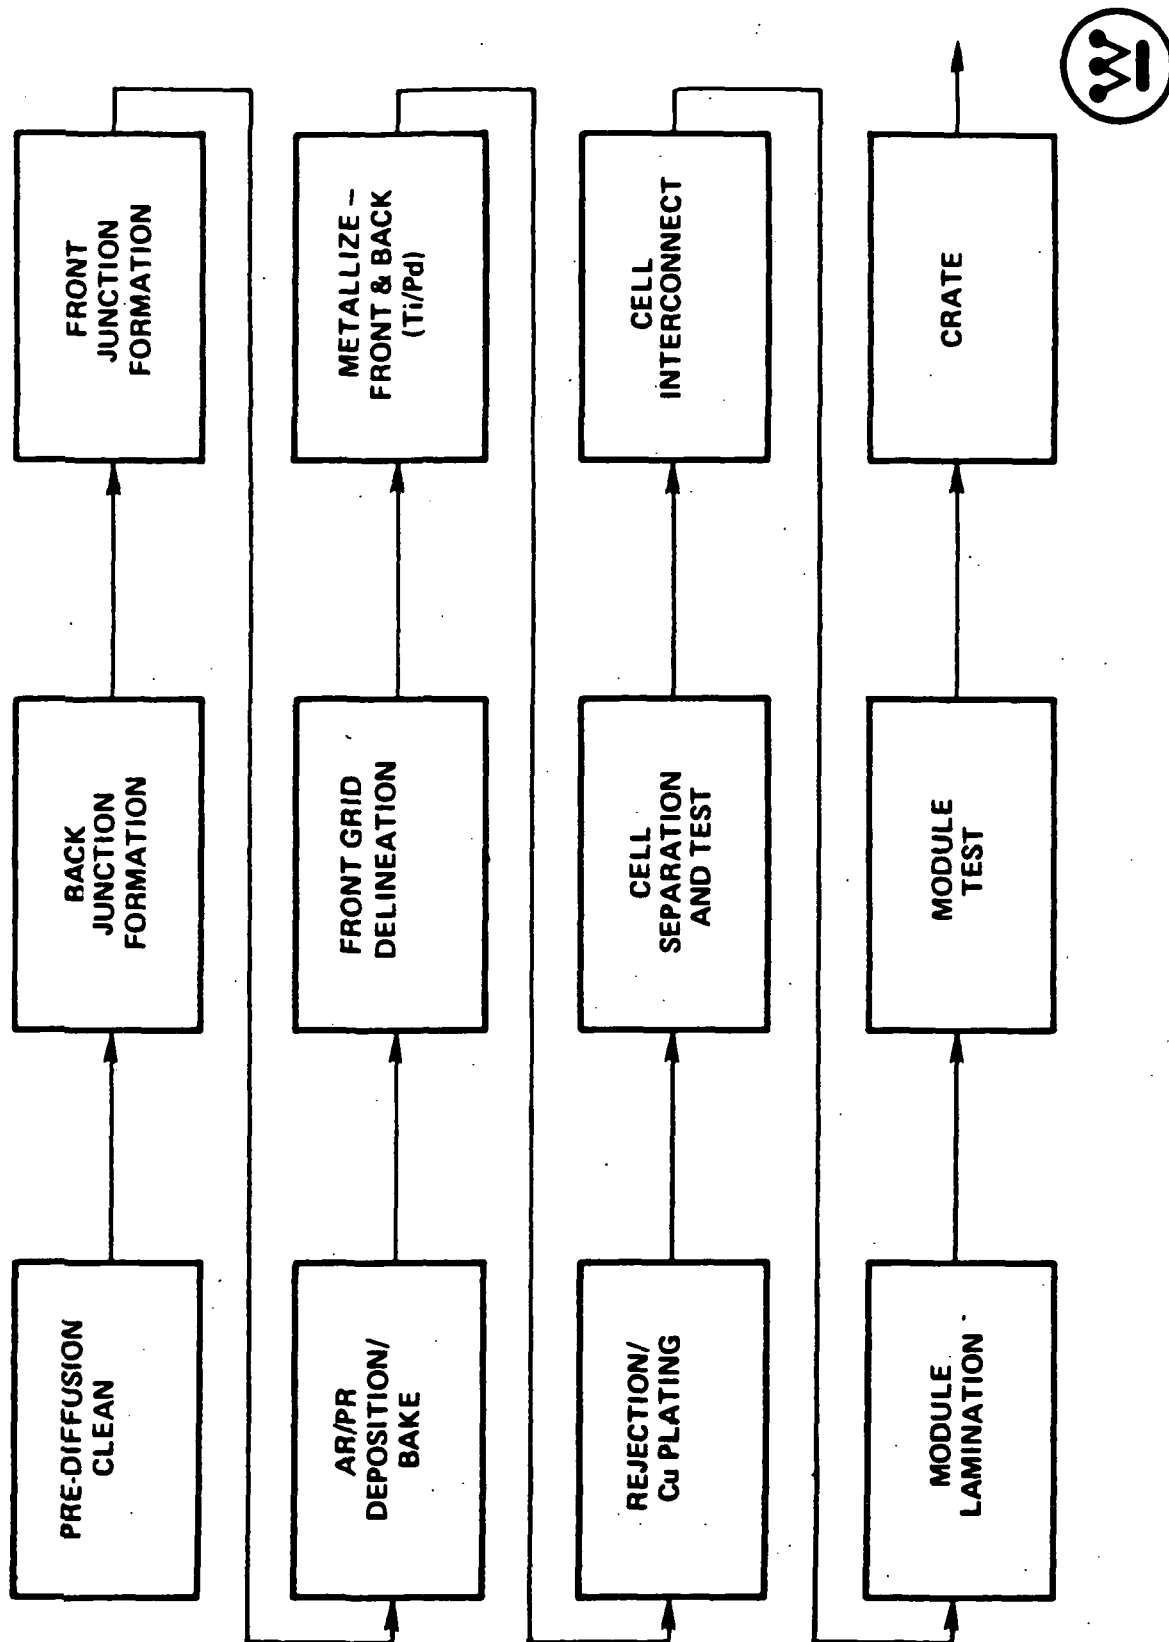 PRE-DIFFUSION
CLEAN
BACK
JUNCTION
FORMATION
FRONT
JUNCTION
FORMATION
AR/PR
DEPOSITION/
BAKE
FRONT GRID
DELINEATION
METALLIZE –
FRONT & BACK
(Ti/Pd)
REJECTION/
Cu PLATING
CELL
SEPARATION
AND TEST
CELL
INTERCONNECT
MODULE
LAMINATION
MODULE
TEST
CRATE
W